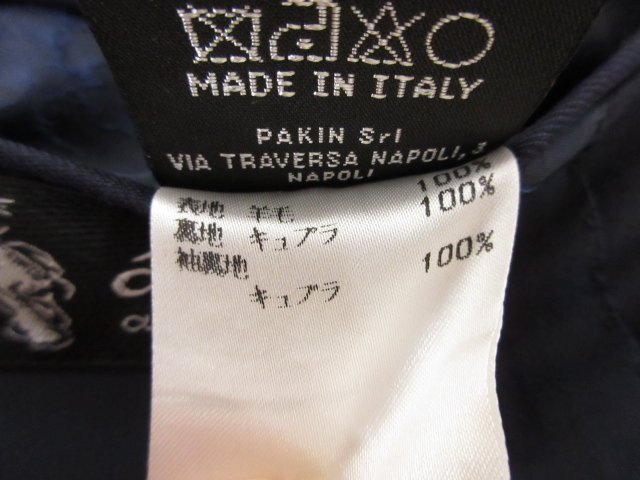 MADE IN ITALY
PAKIN Srl
VIA TRAVERSA NAPOLI, 3
NAPOLI
表地 羊毛 100%
裏地 キュプラ 100%
袖裏地
キュプラ 100%